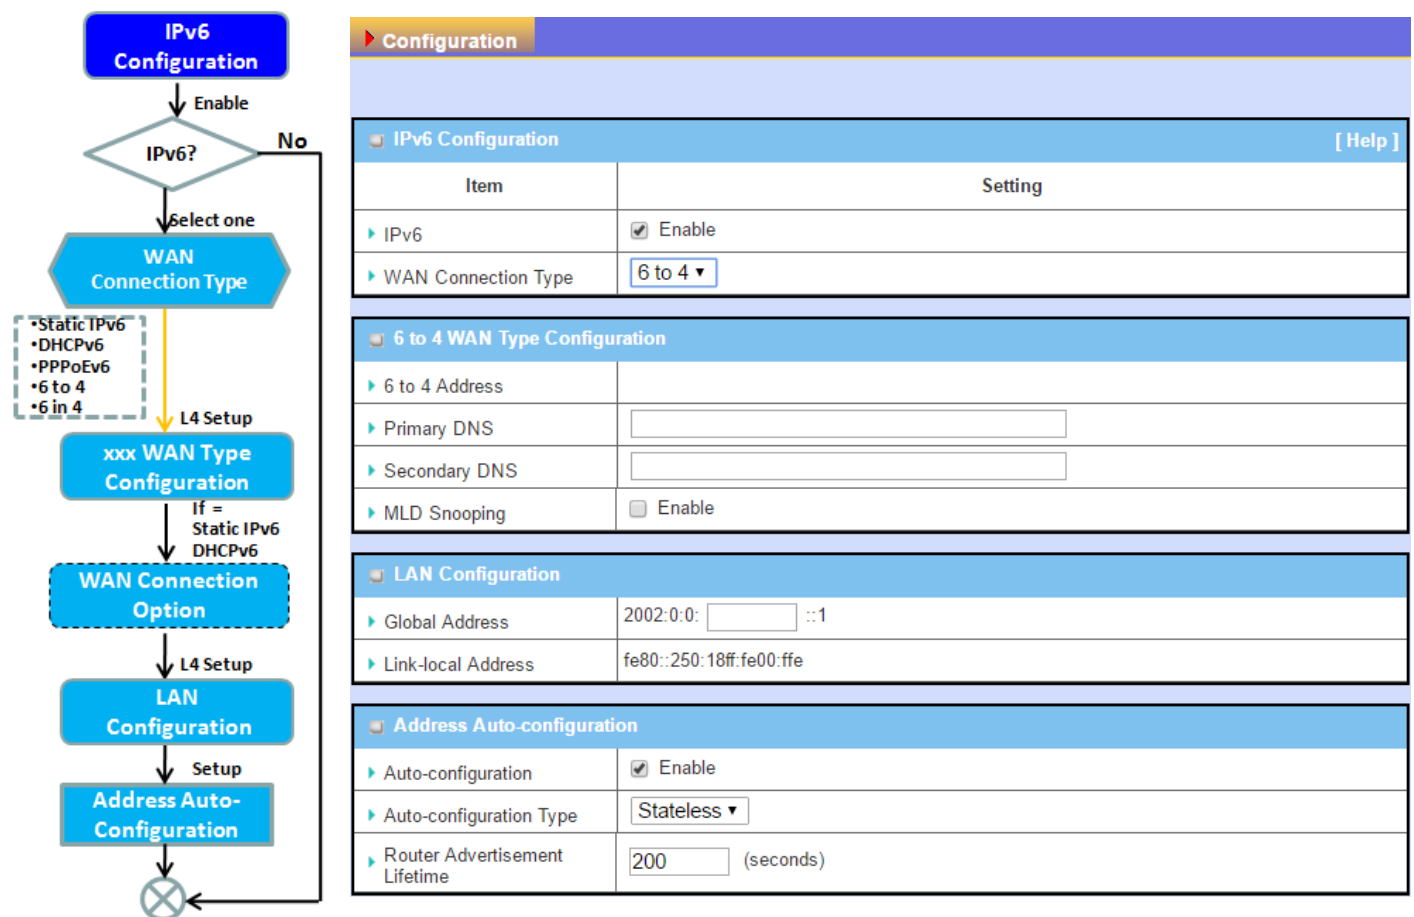 IPv6
Configuration
Enable
IPv6?
No
Select one
WAN
Connection Type
•Static IPv6
•DHCPv6
•PPPoEv6
•6 to 4
•6 in 4
L4 Setup
xxx WAN Type
Configuration
If =
Static IPv6
DHCPv6
WAN Connection
Option
L4 Setup
LAN
Configuration
Setup
Address Auto-
Configuration
Configuration
IPv6 Configuration [ Help ]
Item Setting
IPv6 Enable
WAN Connection Type 6 to 4
6 to 4 WAN Type Configuration
6 to 4 Address
Primary DNS
Secondary DNS
MLD Snooping Enable
LAN Configuration
Global Address 2002:0:0: ::1
Link-local Address fe80::250:18ff:fe00:ffe
Address Auto-configuration
Auto-configuration Enable
Auto-configuration Type Stateless
Router Advertisement
Lifetime 200 (seconds)